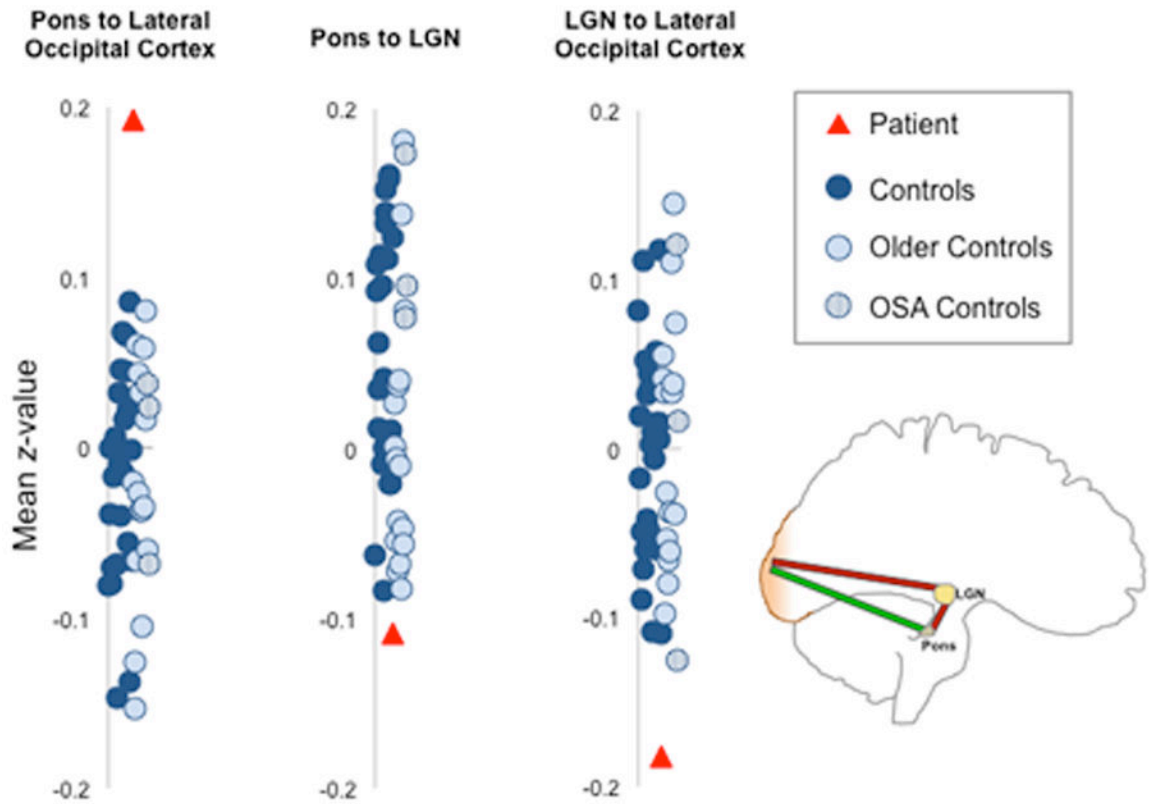 Pons to Lateral
Occipital Cortex
Pons to LGN
LGN to Lateral
Occipital Cortex
Mean z-value
0.2
0.1
0
-0.1
-0.2
0.2
0.1
0
-0.1
-0.2
0.2
0.1
0
-0.1
-0.2
Patient
Controls
Older Controls
OSA Controls
LGN
Pons